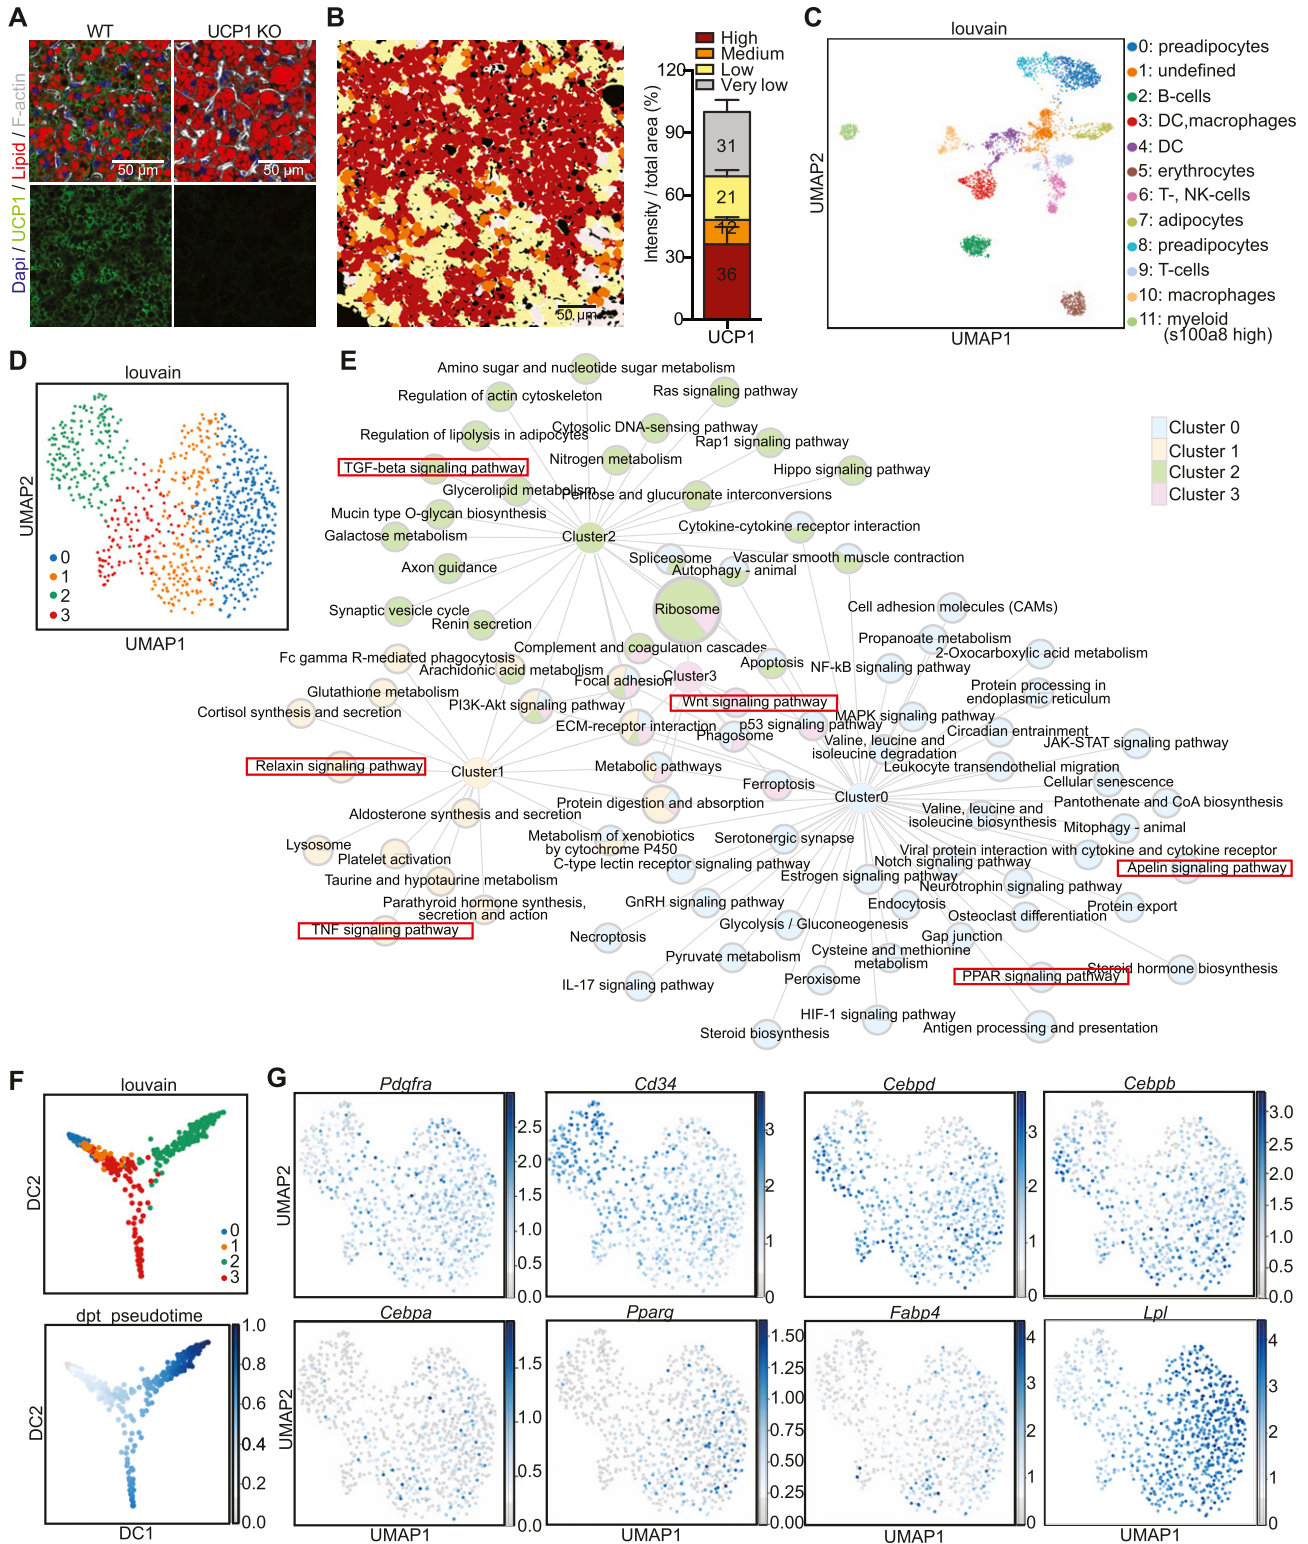 A
WT
UCP1 KO
50 µm
50 µm
Dapi / UCP1 / Lipid / F-actin
B
50 µm
High
Medium
Low
Very low
Intensity / total area (%)
120
90
60
30
0
31
21
12
36
UCP1
C
louvain
UMAP2
UMAP1
0: preadipocytes
1: undefined
2: B-cells
3: DC,macrophages
4: DC
5: erythrocytes
6: T-, NK-cells
7: adipocytes
8: preadipocytes
9: T-cells
10: macrophages
11: myeloid
(s100a8 high)
D
louvain
UMAP2
0
1
2
3
UMAP1
E
Amino sugar and nucleotide sugar metabolism
Regulation of actin cytoskeleton
Ras signaling pathway
Cytosolic DNA-sensing pathway
Regulation of lipolysis in adipocytes
Rap1 signaling pathway
Nitrogen metabolism
TGF-beta signaling pathway
Hippo signaling pathway
Glycerolipid metabolism
Pentose and glucuronate interconversions
Mucin type O-glycan biosynthesis
Galactose metabolism
Cytokine-cytokine receptor interaction
Cluster2
Axon guidance
Spliceosome
Vascular smooth muscle contraction
Autophagy - animal
Synaptic vesicle cycle
Ribosome
Renin secretion
Cell adhesion molecules (CAMs)
Complement and coagulation cascades
Propanoate metabolism
Fc gamma R-mediated phagocytosis
2-Oxocarboxylic acid metabolism
Arachidonic acid metabolism
Apoptosis
NF-kB signaling pathway
Focal adhesion
Cluster3
Glutathione metabolism
Protein processing in
endoplasmic reticulum
PI3K-Akt signaling pathway
Wnt signaling pathway
Cortisol synthesis and secretion
MAPK signaling pathway
ECM-receptor interaction
p53 signaling pathway
Phagosome
Circadian entrainment
Valine, leucine and
isoleucine degradation
JAK-STAT signaling pathway
Relaxin signaling pathway
Cluster1
Metabolic pathways
Leukocyte transendothelial migration
Ferroptosis
Cellular senescence
Cluster0
Protein digestion and absorption
Pantothenate and CoA biosynthesis
Aldosterone synthesis and secretion
Valine, leucine and
isoleucine biosynthesis
Mitophagy - animal
Lysosome
Metabolism of xenobiotics
by cytochrome P450
Serotonergic synapse
Platelet activation
Viral protein interaction with cytokine and cytokine receptor
C-type lectin receptor signaling pathway
Notch signaling pathway
Apelin signaling pathway
Taurine and hypotaurine metabolism
Estrogen signaling pathway
Neurotrophin signaling pathway
Parathyroid hormone synthesis,
secretion and action
GnRH signaling pathway
Endocytosis
Protein export
Osteoclast differentiation
TNF signaling pathway
Glycolysis / Gluconeogenesis
Necroptosis
Gap junction
Pyruvate metabolism
Cysteine and methionine
metabolism
Steroid hormone biosynthesis
PPAR signaling pathway
Peroxisome
IL-17 signaling pathway
HIF-1 signaling pathway
Steroid biosynthesis
Antigen processing and presentation
Cluster 0
Cluster 1
Cluster 2
Cluster 3
F
louvain
DC2
0
1
2
3
dpt_pseudotime
DC2
1.0
0.8
0.6
0.4
0.2
0.0
DC1
G
Pdgfra
UMAP2
2.5
2.0
1.5
1.0
0.5
0.0
Cd34
3
2
1
0
Cebpd
3
2
1
0
Cebpb
3.0
2.5
2.0
1.5
1.0
0.5
0.0
Cebpa
UMAP2
1.5
1.0
0.5
0.0
UMAP1
Pparg
1.50
1.25
1.00
0.75
0.50
0.25
0.00
Fabp4
4
3
2
1
0
UMAP1
Lpl
4
3
2
1
0
UMAP1